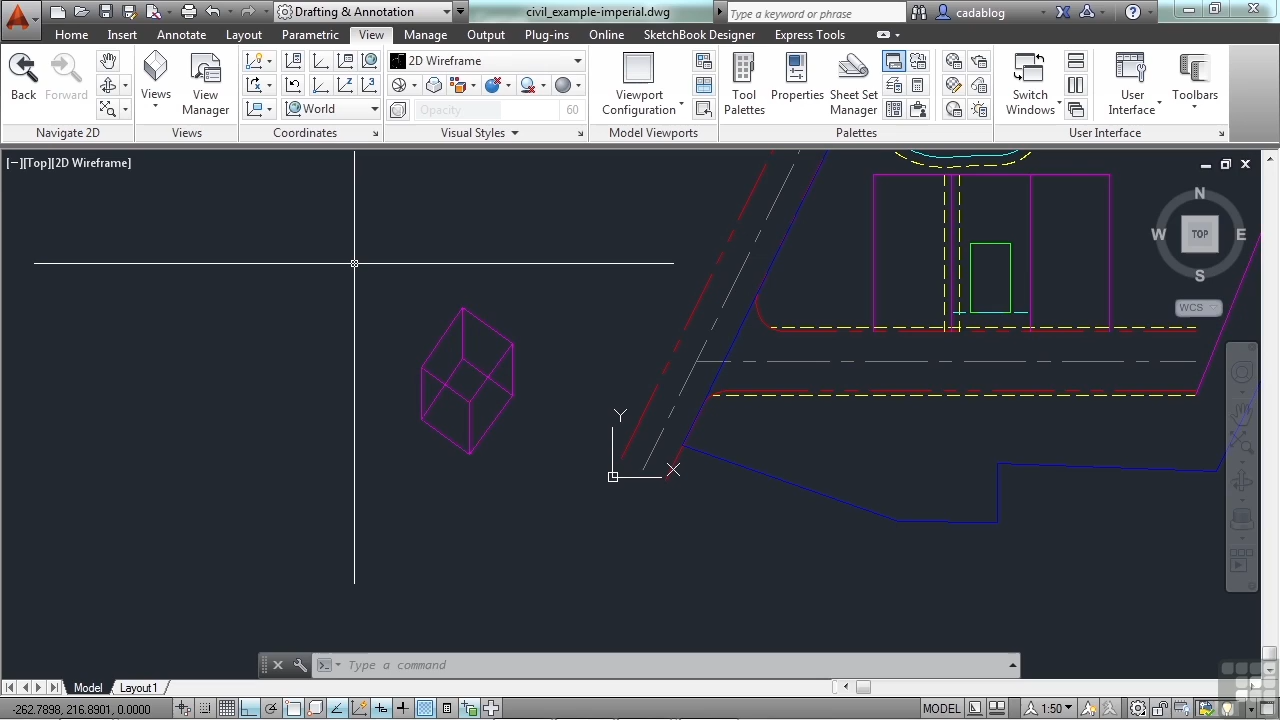 Drafting & Annotation
civil_example-imperial.dwg
Type a keyword or phrase
cadablog
Home Insert Annotate Layout Parametric View Manage Output Plug-ins Online SketchBook Designer Express Tools
Back
Forward
Navigate 2D
Views
View Manager
Views
World
Coordinates
2D Wireframe
Opacity 60
Visual Styles
Viewport Configuration
Model Viewports
Tool Palettes
Properties
Sheet Set Manager
Palettes
Switch Windows
User Interface
Toolbars
User Interface
[−][Top][2D Wireframe]
N
W TOP E
S
WCS
Y
X
Type a command
Model Layout1
-262.7898, 216.8901, 0.0000
MODEL
1:50